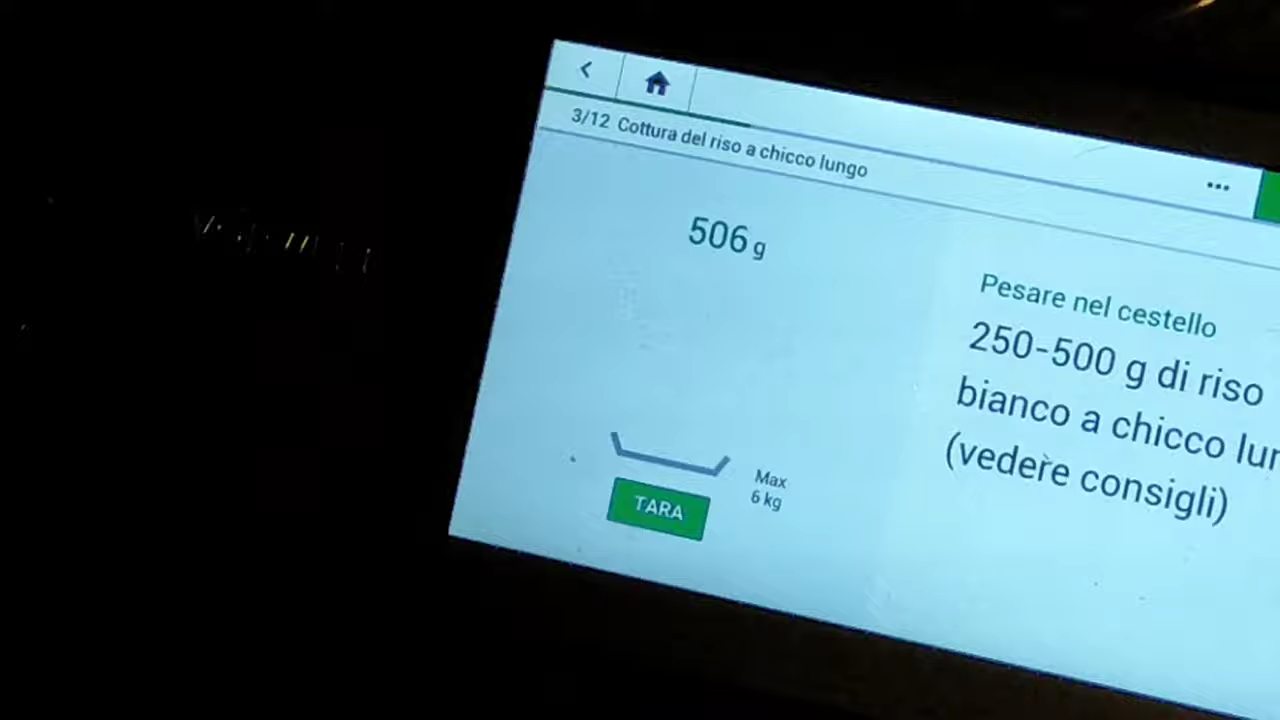 3/12 Cottura del riso a chicco lungo
506 g
Pesare nel cestello
250-500 g di riso
bianco a chicco
(vedere consigli)
Max
6 kg
TARA